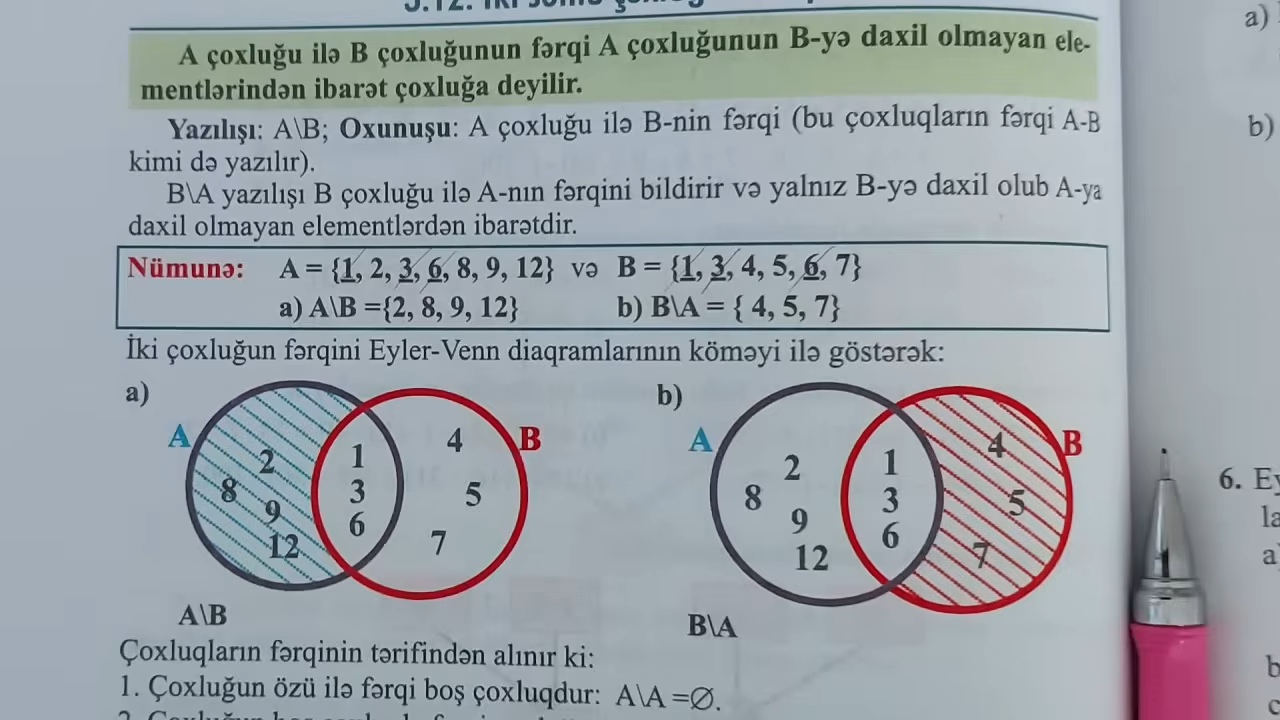 A çoxluğu ilə B çoxluğunun fərqi A çoxluğunun B-yə daxil olmayan ele-
mentlərindən ibarət çoxluğa deyilir.
Yazılışı: A\B; Oxunuşu: A çoxluğu ilə B-nin fərqi (bu çoxluqların fərqi A-B
kimi də yazılır).
B\A yazılışı B çoxluğu ilə A-nın fərqini bildirir və yalnız B-yə daxil olub A-ya
daxil olmayan elementlərdən ibarətdir.
Nümunə: A = {1, 2, 3, 6, 8, 9, 12} və B = {1, 3, 4, 5, 6, 7}
a) A\B ={2, 8, 9, 12} b) B\A = { 4, 5, 7}
İki çoxluğun fərqini Eyler-Venn diaqramlarının köməyi ilə göstərək:
a)
A
2
8
9
12
1
3
6
4
5
7
B
A\B
b)
A
2
8
9
12
1
3
6
4
5
7
B
B\A
Çoxluqların fərqinin tərifindən alınır ki:
1. Çoxluğun özü ilə fərqi boş çoxluqdur: A\A =∅.
a)
b)
6.
a
b